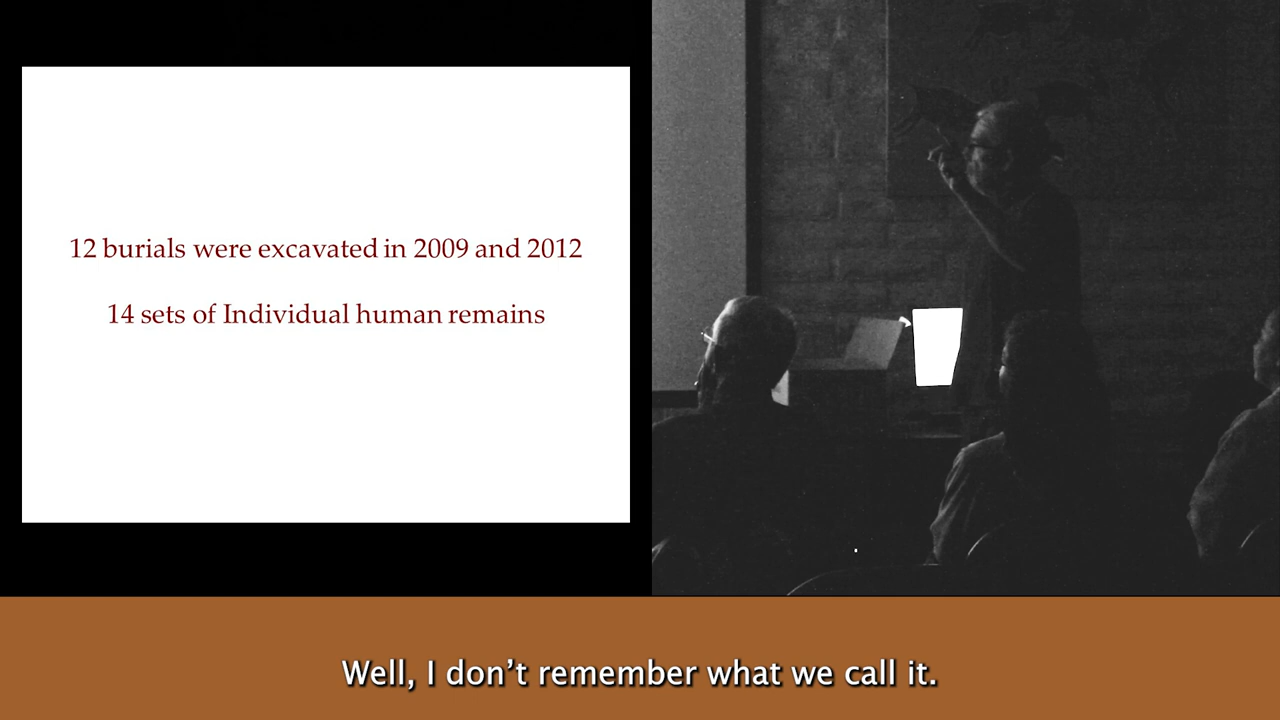 12 burials were excavated in 2009 and 2012
14 sets of Individual human remains
Well, I don't remember what we call it.